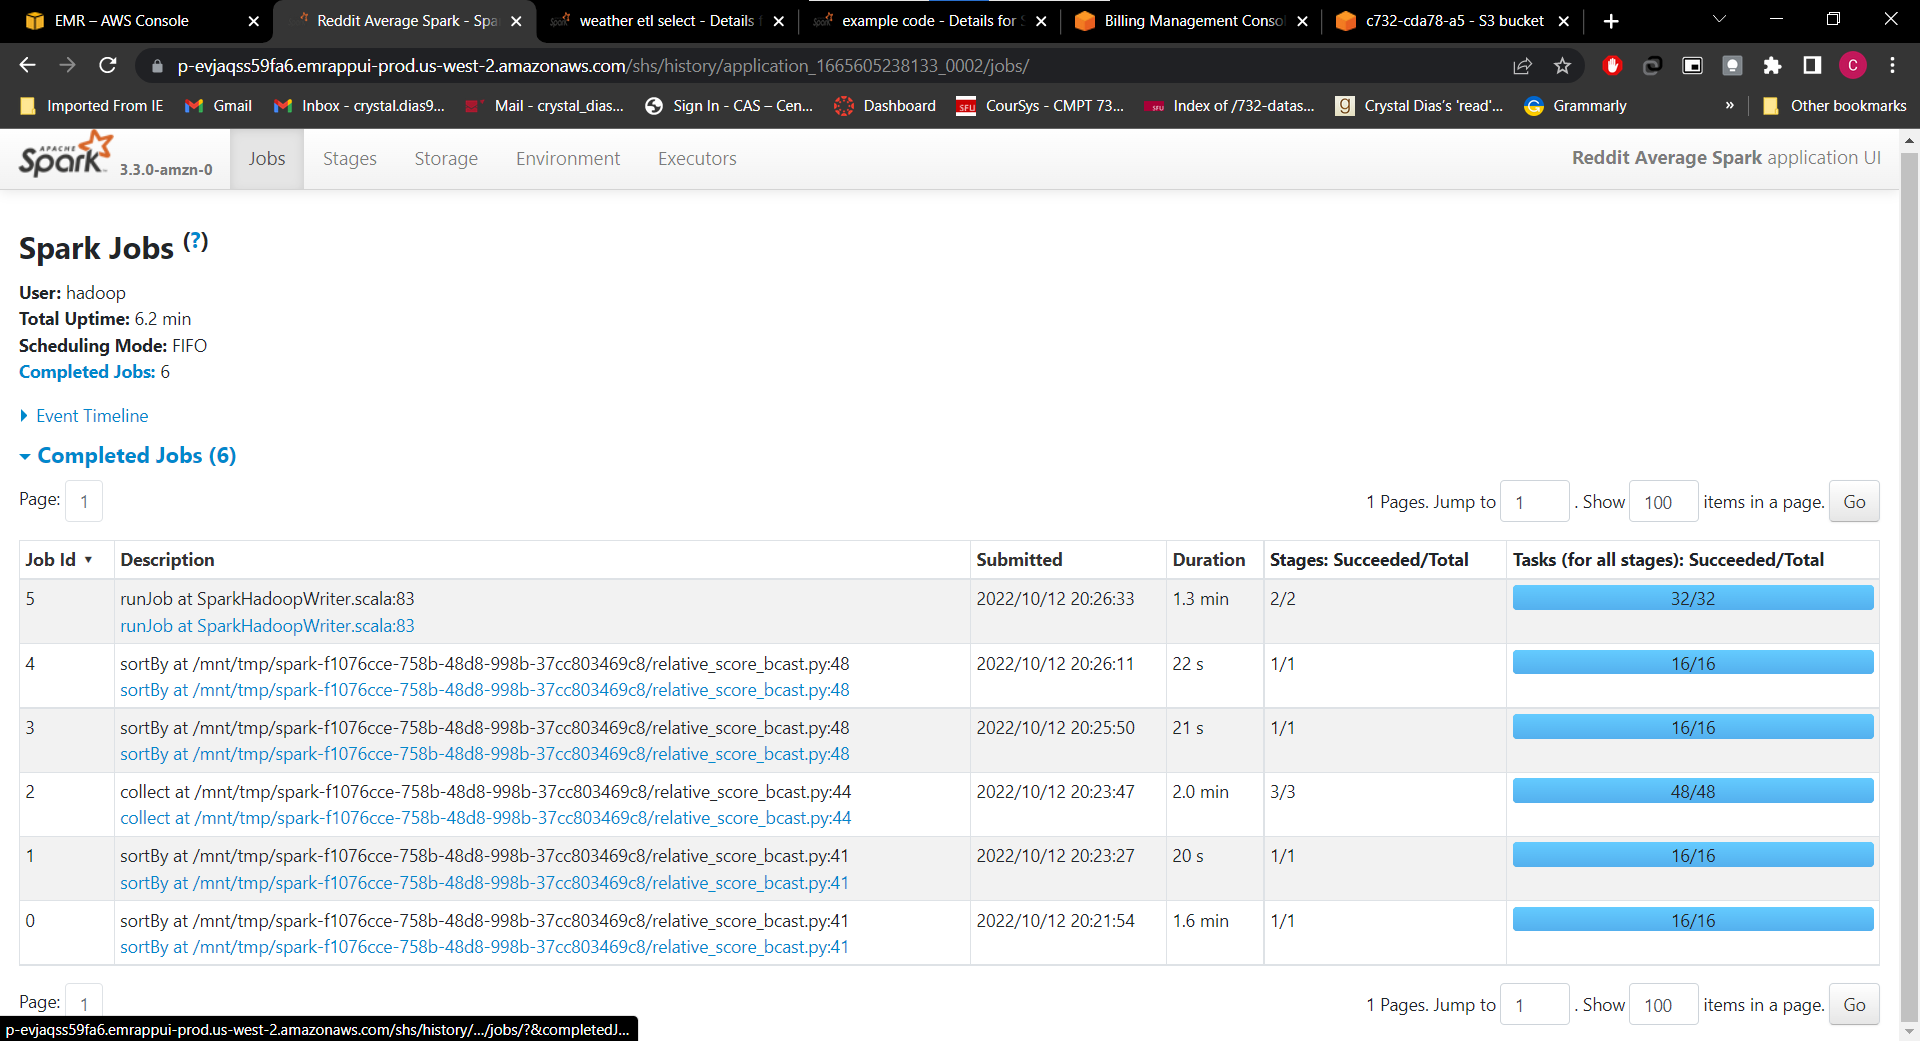 EMR – AWS Console
Reddit Average Spark - Spa
weather etl select - Details f
example code - Details for S
Billing Management Conso
c732-cda78-a5 - S3 bucket
p-evjaqss59fa6.emrappui-prod.us-west-2.amazonaws.com/shs/history/application_1665605238133_0002/jobs/
C
Imported From IE
Gmail
Inbox - crystal.dias9...
Mail - crystal_dias...
Sign In - CAS – Cen...
Dashboard
SFU CourSys - CMPT 73...
SFU Index of /732-datas...
g Crystal Dias's 'read'...
Grammarly
»
Other bookmarks
APACHE Spark 3.3.0-amzn-0
Jobs
Stages
Storage
Environment
Executors
Reddit Average Spark application UI
Spark Jobs (?)
User: hadoop
Total Uptime: 6.2 min
Scheduling Mode: FIFO
Completed Jobs: 6
Event Timeline
Completed Jobs (6)
Page: 1
1 Pages. Jump to 1 . Show 100 items in a page. Go
Job Id ▾ Description Submitted Duration Stages: Succeeded/Total Tasks (for all stages): Succeeded/Total
5 runJob at SparkHadoopWriter.scala:83 2022/10/12 20:26:33 1.3 min 2/2 32/32
runJob at SparkHadoopWriter.scala:83
4 sortBy at /mnt/tmp/spark-f1076cce-758b-48d8-998b-37cc803469c8/relative_score_bcast.py:48 2022/10/12 20:26:11 22 s 1/1 16/16
sortBy at /mnt/tmp/spark-f1076cce-758b-48d8-998b-37cc803469c8/relative_score_bcast.py:48
3 sortBy at /mnt/tmp/spark-f1076cce-758b-48d8-998b-37cc803469c8/relative_score_bcast.py:48 2022/10/12 20:25:50 21 s 1/1 16/16
sortBy at /mnt/tmp/spark-f1076cce-758b-48d8-998b-37cc803469c8/relative_score_bcast.py:48
2 collect at /mnt/tmp/spark-f1076cce-758b-48d8-998b-37cc803469c8/relative_score_bcast.py:44 2022/10/12 20:23:47 2.0 min 3/3 48/48
collect at /mnt/tmp/spark-f1076cce-758b-48d8-998b-37cc803469c8/relative_score_bcast.py:44
1 sortBy at /mnt/tmp/spark-f1076cce-758b-48d8-998b-37cc803469c8/relative_score_bcast.py:41 2022/10/12 20:23:27 20 s 1/1 16/16
sortBy at /mnt/tmp/spark-f1076cce-758b-48d8-998b-37cc803469c8/relative_score_bcast.py:41
0 sortBy at /mnt/tmp/spark-f1076cce-758b-48d8-998b-37cc803469c8/relative_score_bcast.py:41 2022/10/12 20:21:54 1.6 min 1/1 16/16
sortBy at /mnt/tmp/spark-f1076cce-758b-48d8-998b-37cc803469c8/relative_score_bcast.py:41
Page: 1
1 Pages. Jump to 1 . Show 100 items in a page. Go
p-evjaqss59fa6.emrappui-prod.us-west-2.amazonaws.com/shs/history/.../jobs/?&completedJ...